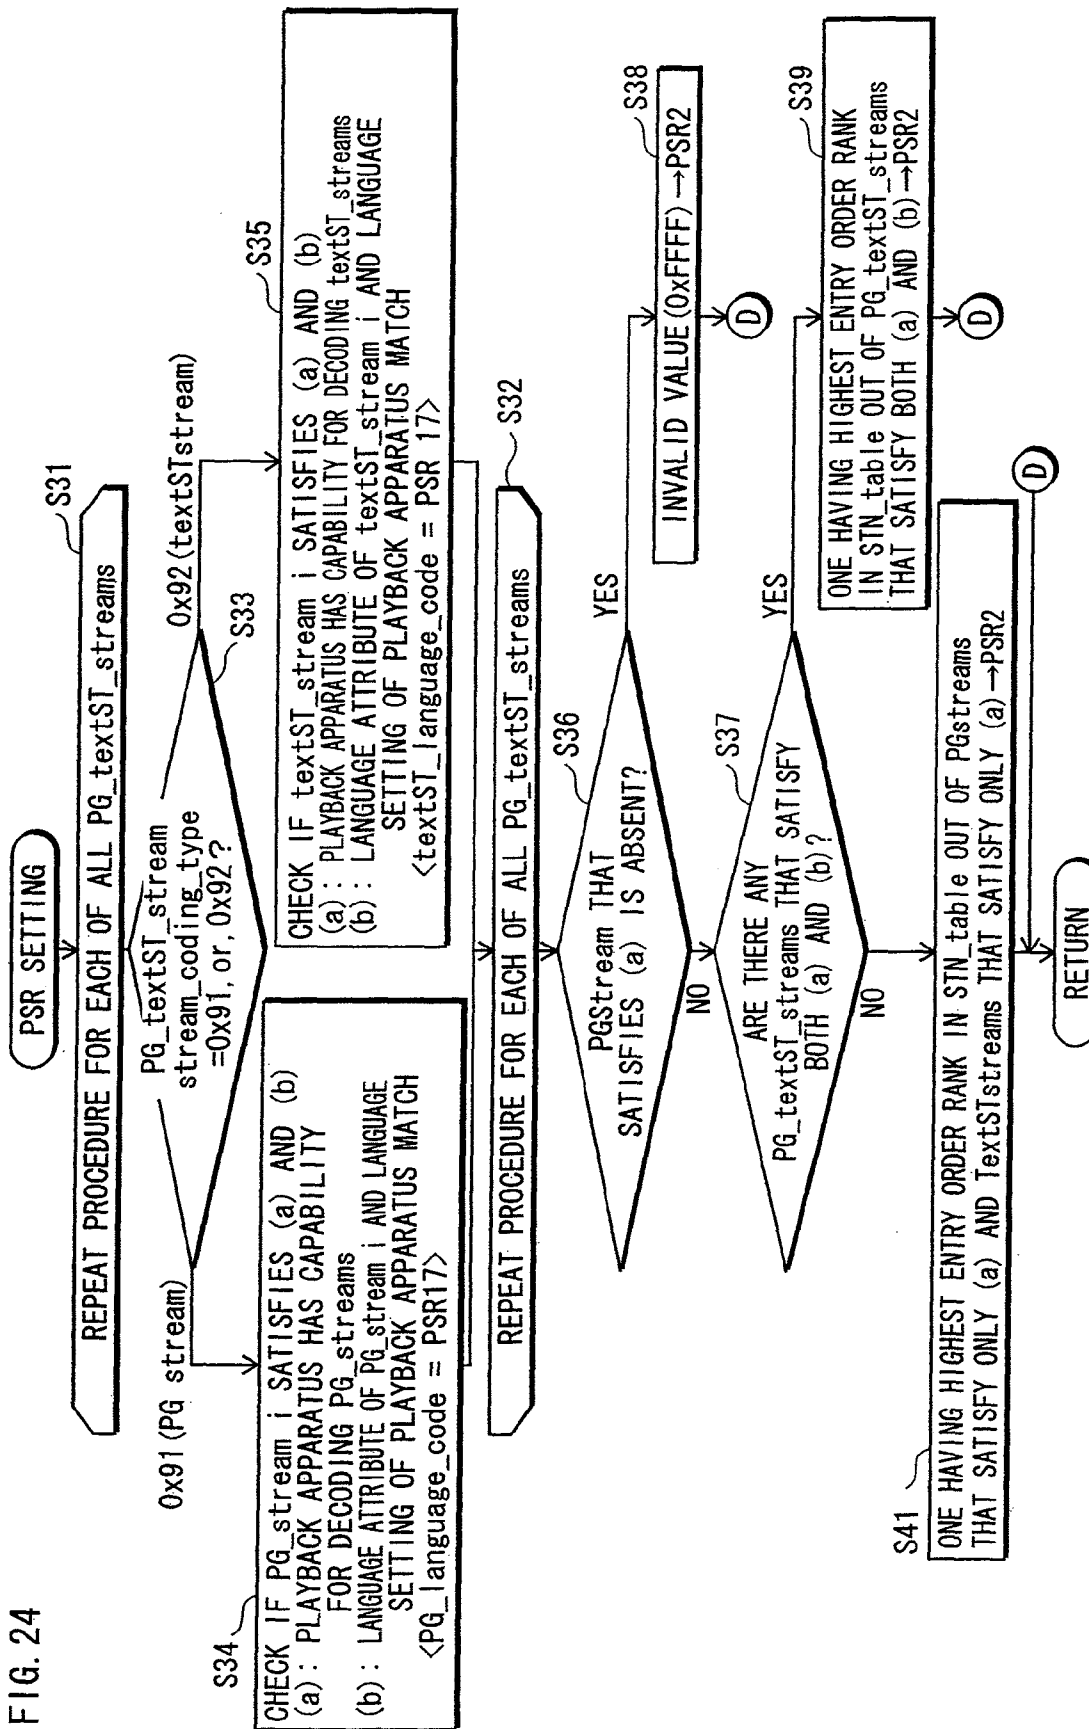 FIG. 24
PSR SETTING
S31
REPEAT PROCEDURE FOR EACH OF ALL PG_textST_streams
S33
PG_textST_stream
stream_coding_type
=0x91, or, 0x92?
0x91(PG stream)
0x92(textSTstream)
S34
CHECK IF PG_stream i SATISFIES (a) AND (b)
(a): PLAYBACK APPARATUS HAS CAPABILITY
FOR DECODING PG_streams
(b): LANGUAGE ATTRIBUTE OF PG_stream i AND LANGUAGE
SETTING OF PLAYBACK APPARATUS MATCH
<PG_language_code = PSR17>
S35
CHECK IF textST_stream i SATISFIES (a) AND (b)
(a): PLAYBACK APPARATUS HAS CAPABILITY FOR DECODING textST_streams
(b): LANGUAGE ATTRIBUTE OF textST_stream i AND LANGUAGE
SETTING OF PLAYBACK APPARATUS MATCH
<textST_language_code = PSR 17>
S32
REPEAT PROCEDURE FOR EACH OF ALL PG_textST_streams
S36
PGStream THAT
SATISFIES (a) IS ABSENT?
YES
NO
S38
INVALID VALUE(0xFFFF)→PSR2
D
S37
ARE THERE ANY
PG_textST_streams THAT SATISFY
BOTH (a) AND (b)?
YES
NO
S39
ONE HAVING HIGHEST ENTRY ORDER RANK
IN STN_table OUT OF PG_textST_streams
THAT SATISFY BOTH (a) AND (b)→PSR2
D
S41
ONE HAVING HIGHEST ENTRY ORDER RANK IN STN_table OUT OF PGstreams
THAT SATISFY ONLY (a) AND TextSTstreams THAT SATISFY ONLY (a)→PSR2
D
RETURN